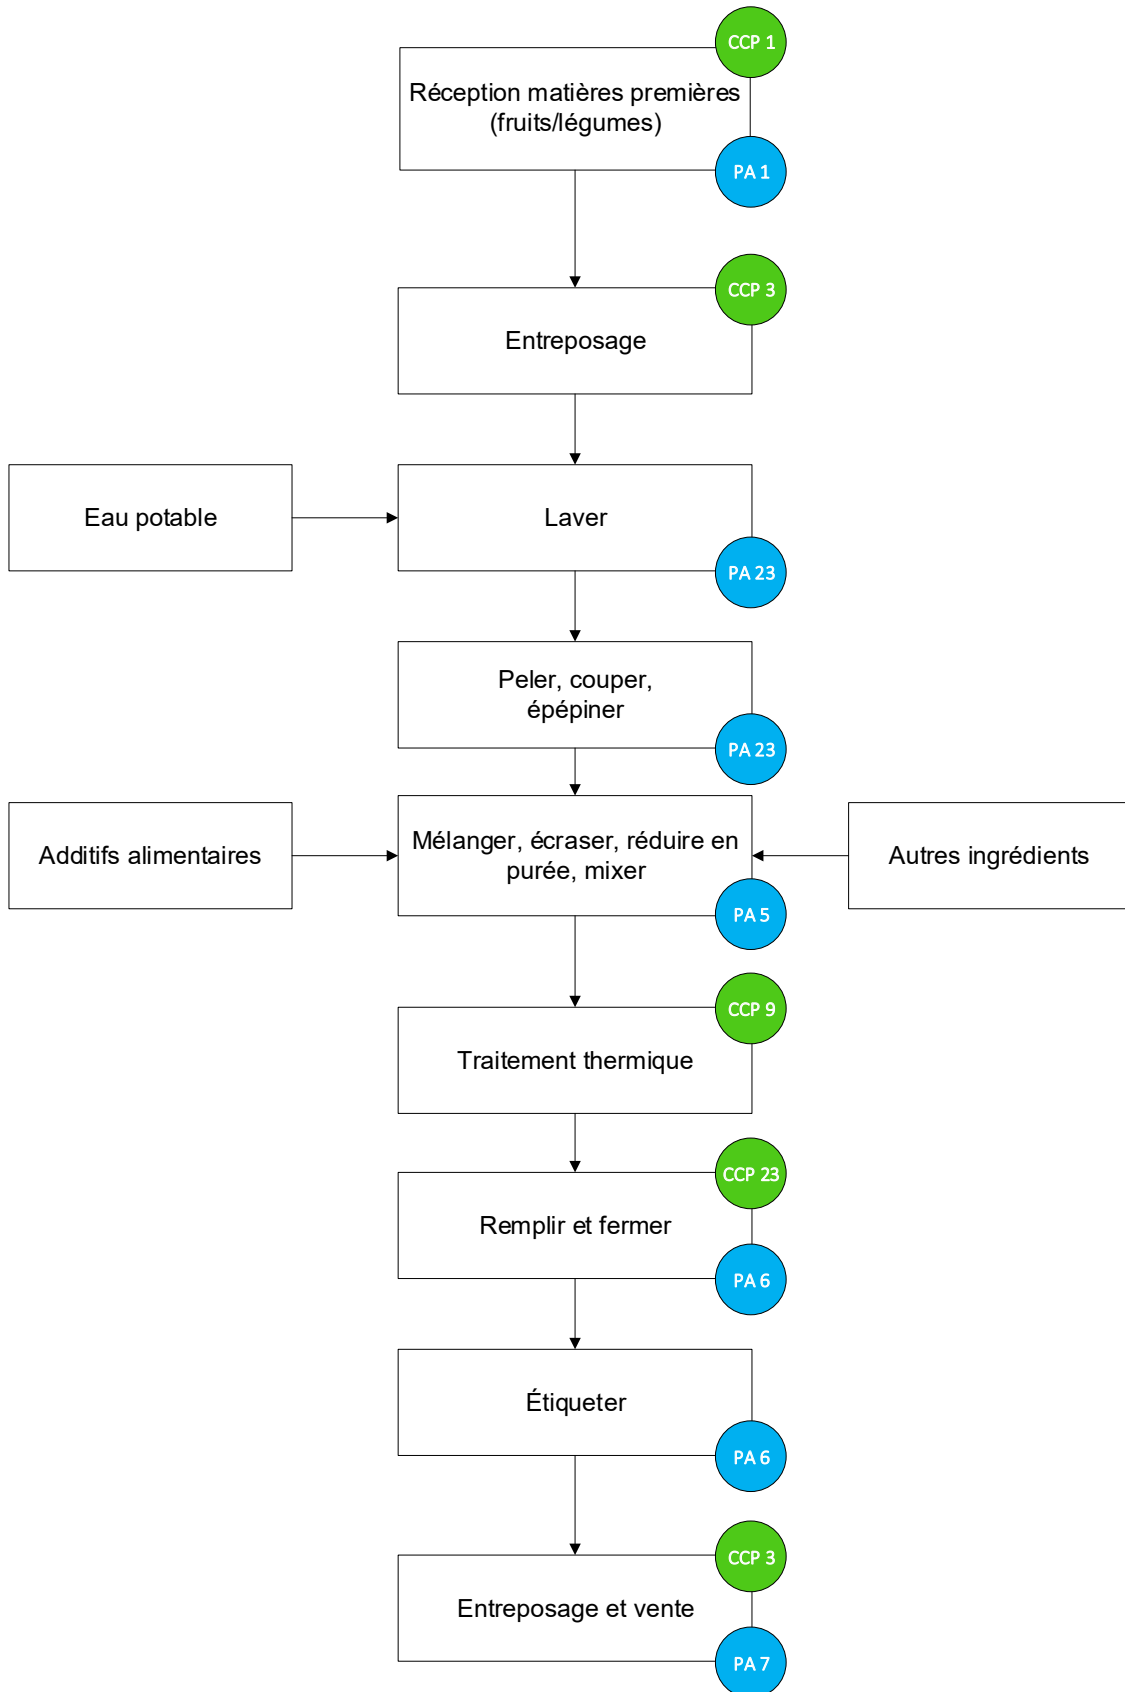 CCP 1
Réception matières premières
(fruits/légumes)
PA 1
CCP 3
Entreposage
Eau potable
Laver
PA 23
Peler, couper,
épépiner
PA 23
Additifs alimentaires
Mélanger, écraser, réduire en
purée, mixer
Autres ingrédients
PA 5
CCP 9
Traitement thermique
CCP 23
Remplir et fermer
PA 6
Étiqueter
PA 6
CCP 3
Entreposage et vente
PA 7